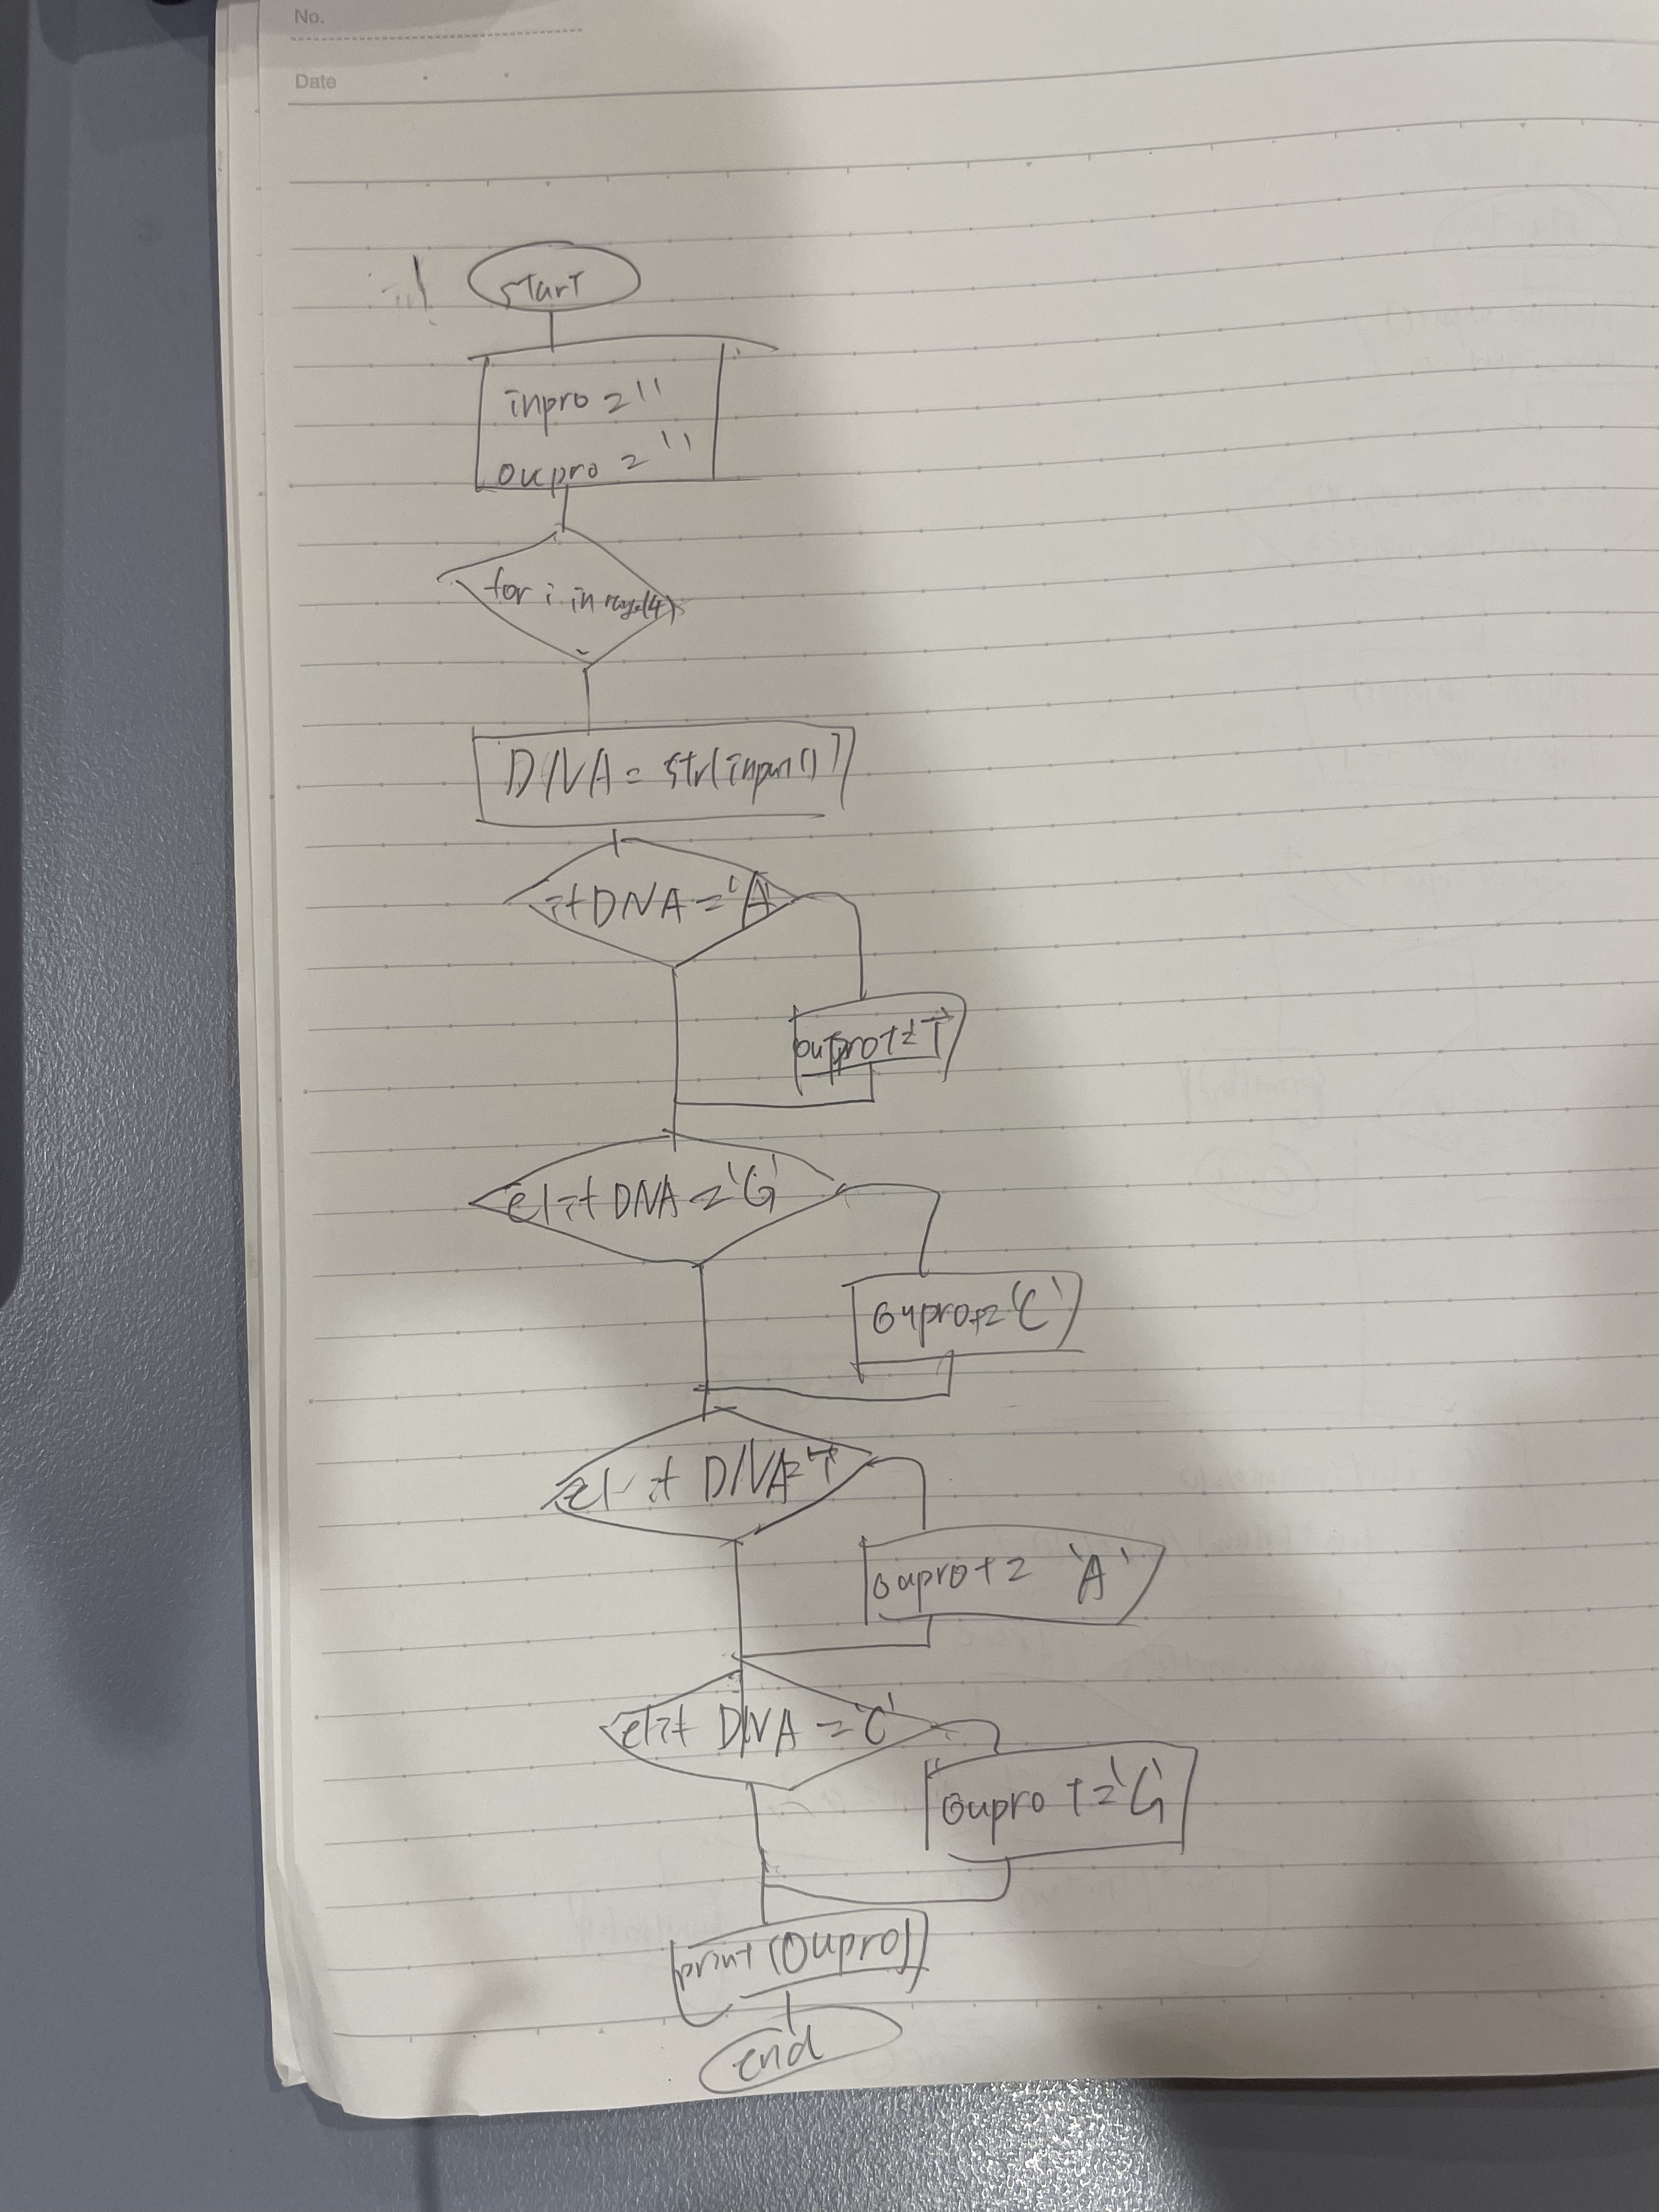 No.
Date
start
inpro = ''
oupro = ''
for i in range(4):
DNA = str(input())
if DNA = 'A'
oupro += 'T'
elif DNA = 'G'
oupro += 'C'
elif DNA = 'T'
oupro += 'A'
elif DNA = 'C'
oupro += 'G'
print (oupro)
end